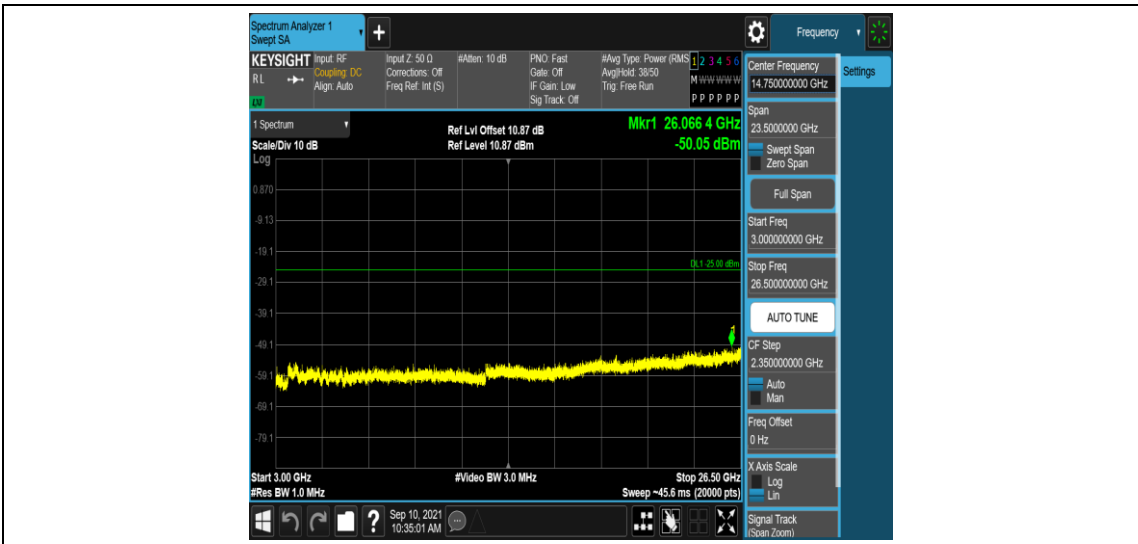 Spectrum Analyzer 1
Swept SA
+
Frequency
KEYSIGHT
RL
LXI
Input: RF
Coupling: DC
Align: Auto
Input Z: 50 Ω
Corrections: Off
Freq Ref: Int (S)
#Atten: 10 dB
PNO: Fast
Gate: Off
IF Gain: Low
Sig Track: Off
#Avg Type: Power (RMS
Avg|Hold: 38/50
Trig: Free Run
1 2 3 4 5 6
M W W W W W
P P P P P P
1 Spectrum
Scale/Div 10 dB
Ref Lvl Offset 10.87 dB
Ref Level 10.87 dBm
Mkr1 26.066 4 GHz
-50.05 dBm
Log
0.870
-9.13
-19.1
-29.1
-39.1
-49.1
-59.1
-69.1
-79.1
DL1 -25.00 dBm
1
Start 3.00 GHz
#Res BW 1.0 MHz
#Video BW 3.0 MHz
Stop 26.50 GHz
Sweep ~45.6 ms (20000 pts)
Center Frequency
14.750000000 GHz
Settings
Span
23.5000000 GHz
Swept Span
Zero Span
Full Span
Start Freq
3.000000000 GHz
Stop Freq
26.500000000 GHz
AUTO TUNE
CF Step
2.350000000 GHz
Auto
Man
Freq Offset
0 Hz
X Axis Scale
Log
Lin
Signal Track
(Span Zoom)
?
Sep 10, 2021
10:35:01 AM